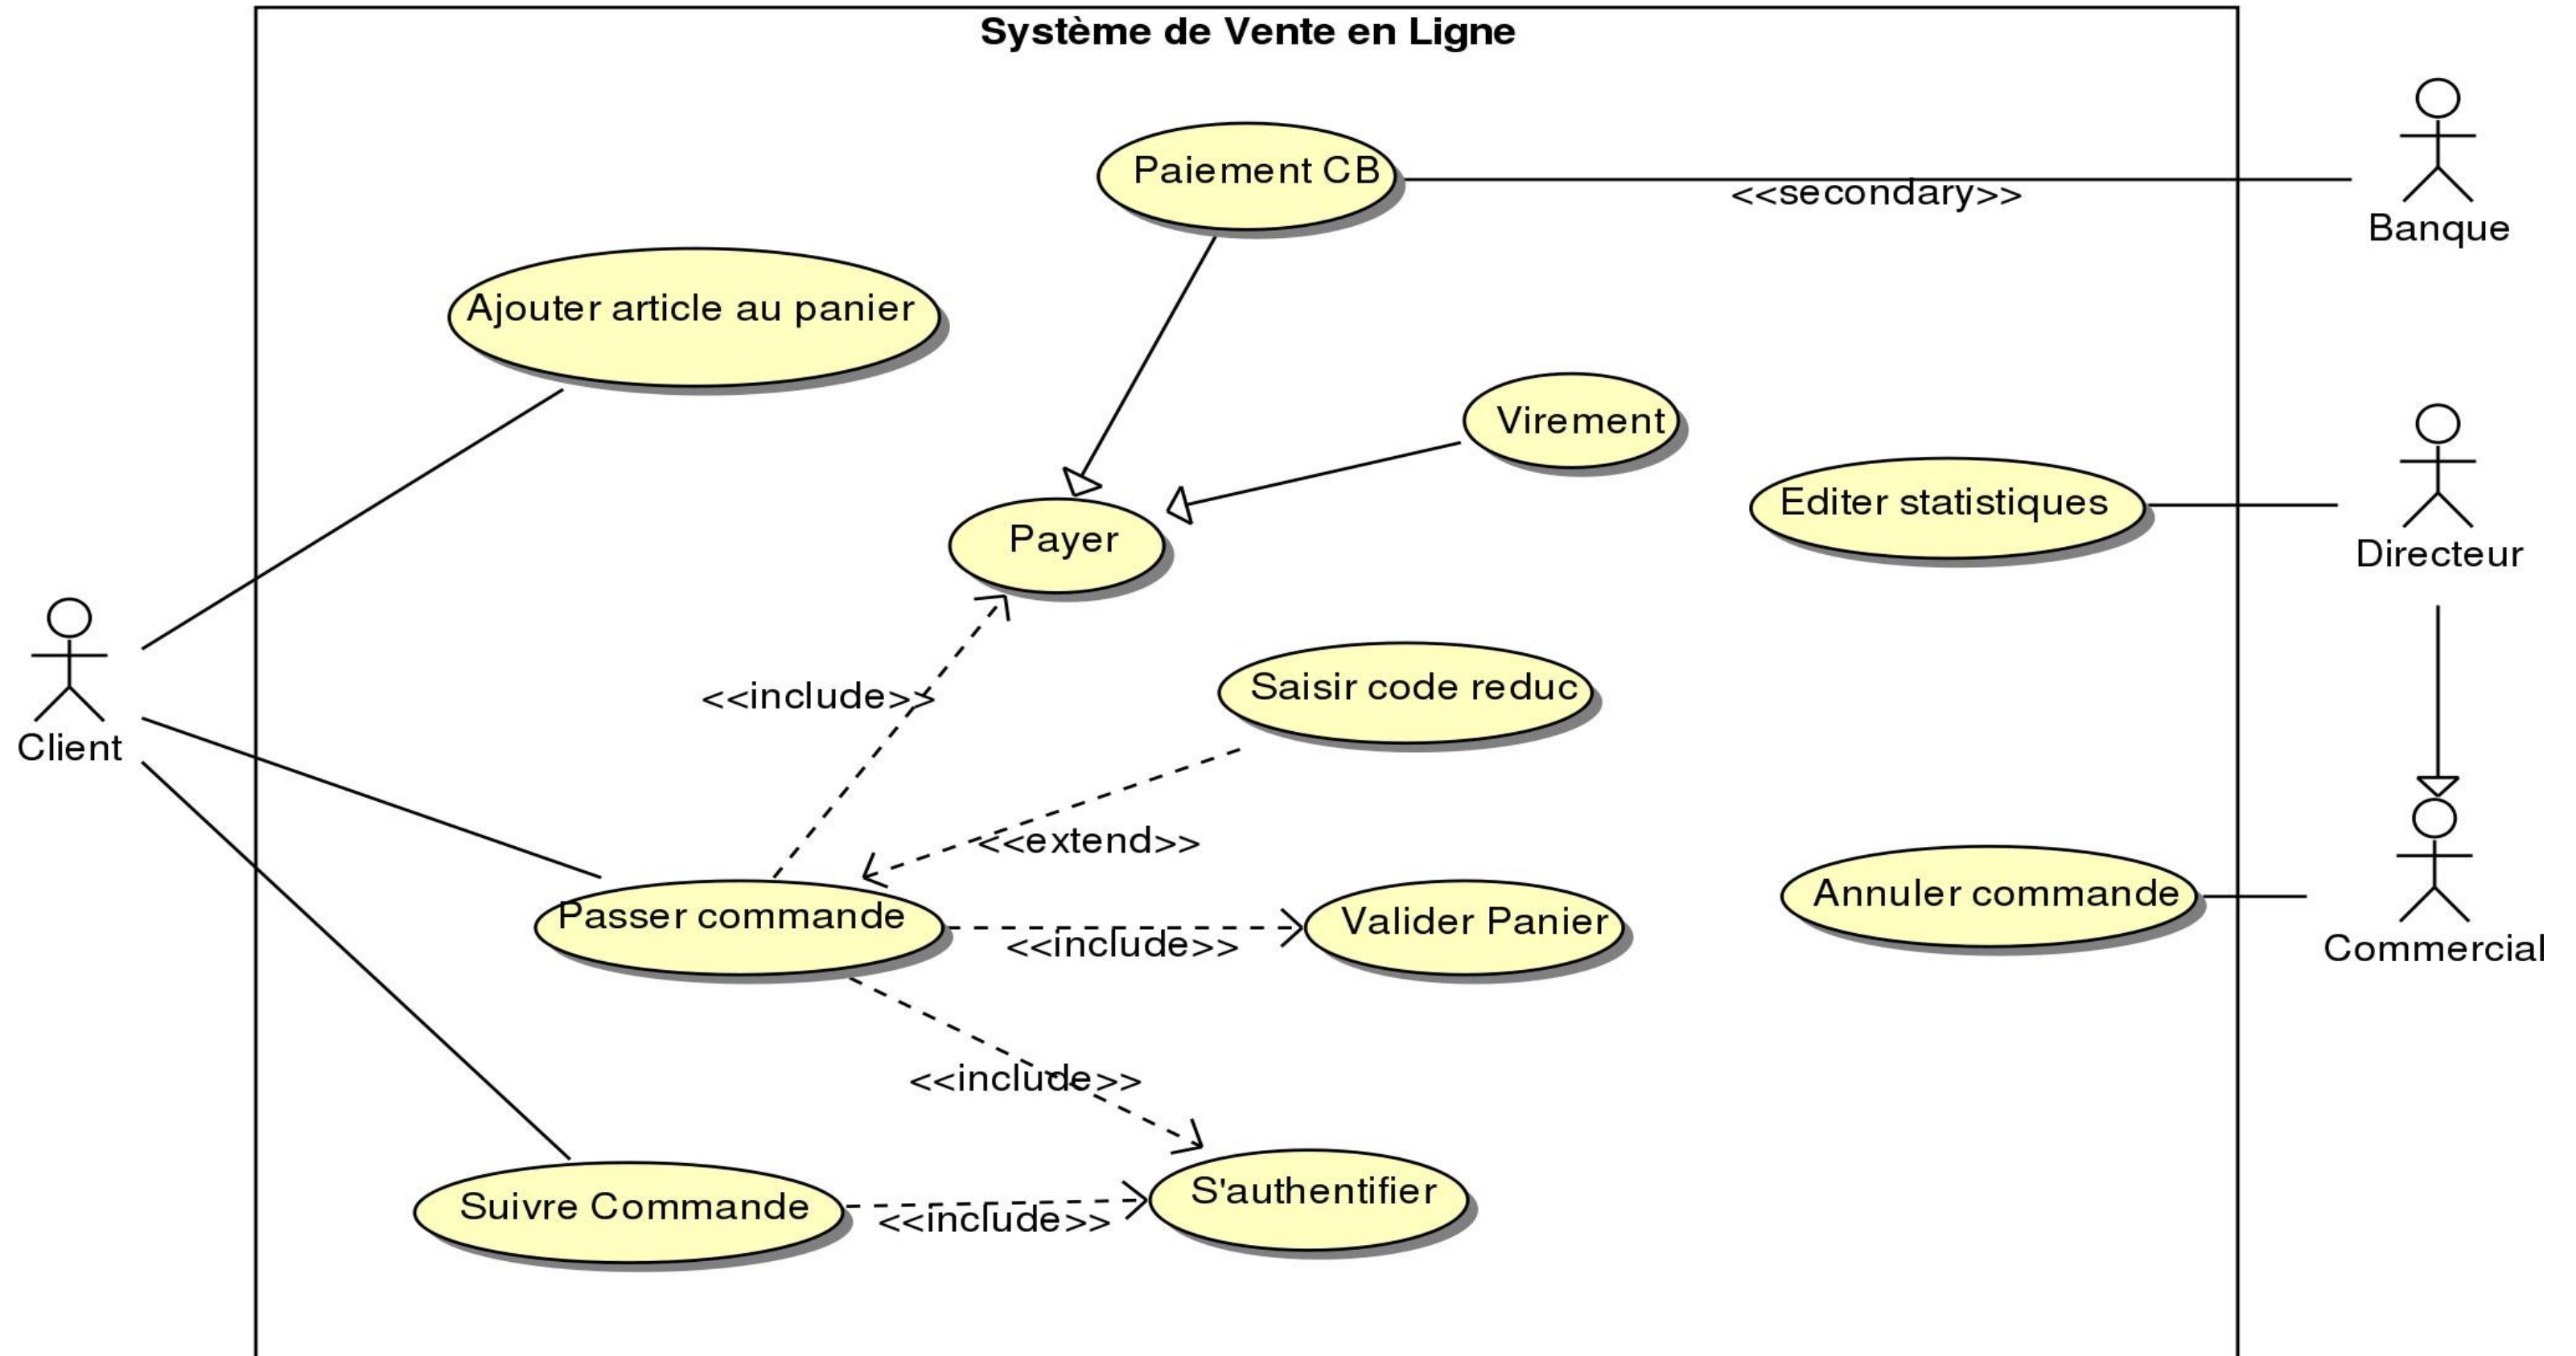 Système de Vente en Ligne
Paiement CB
<<secondary>>
Banque
Ajouter article au panier
Virement
Editer statistiques
Payer
Directeur
<<include>>
Saisir code reduc
Client
<<extend>>
Annuler commande
Passer commande
<<include>>
Valider Panier
Commercial
<<include>>
Suivre Commande
<<include>>
S'authentifier